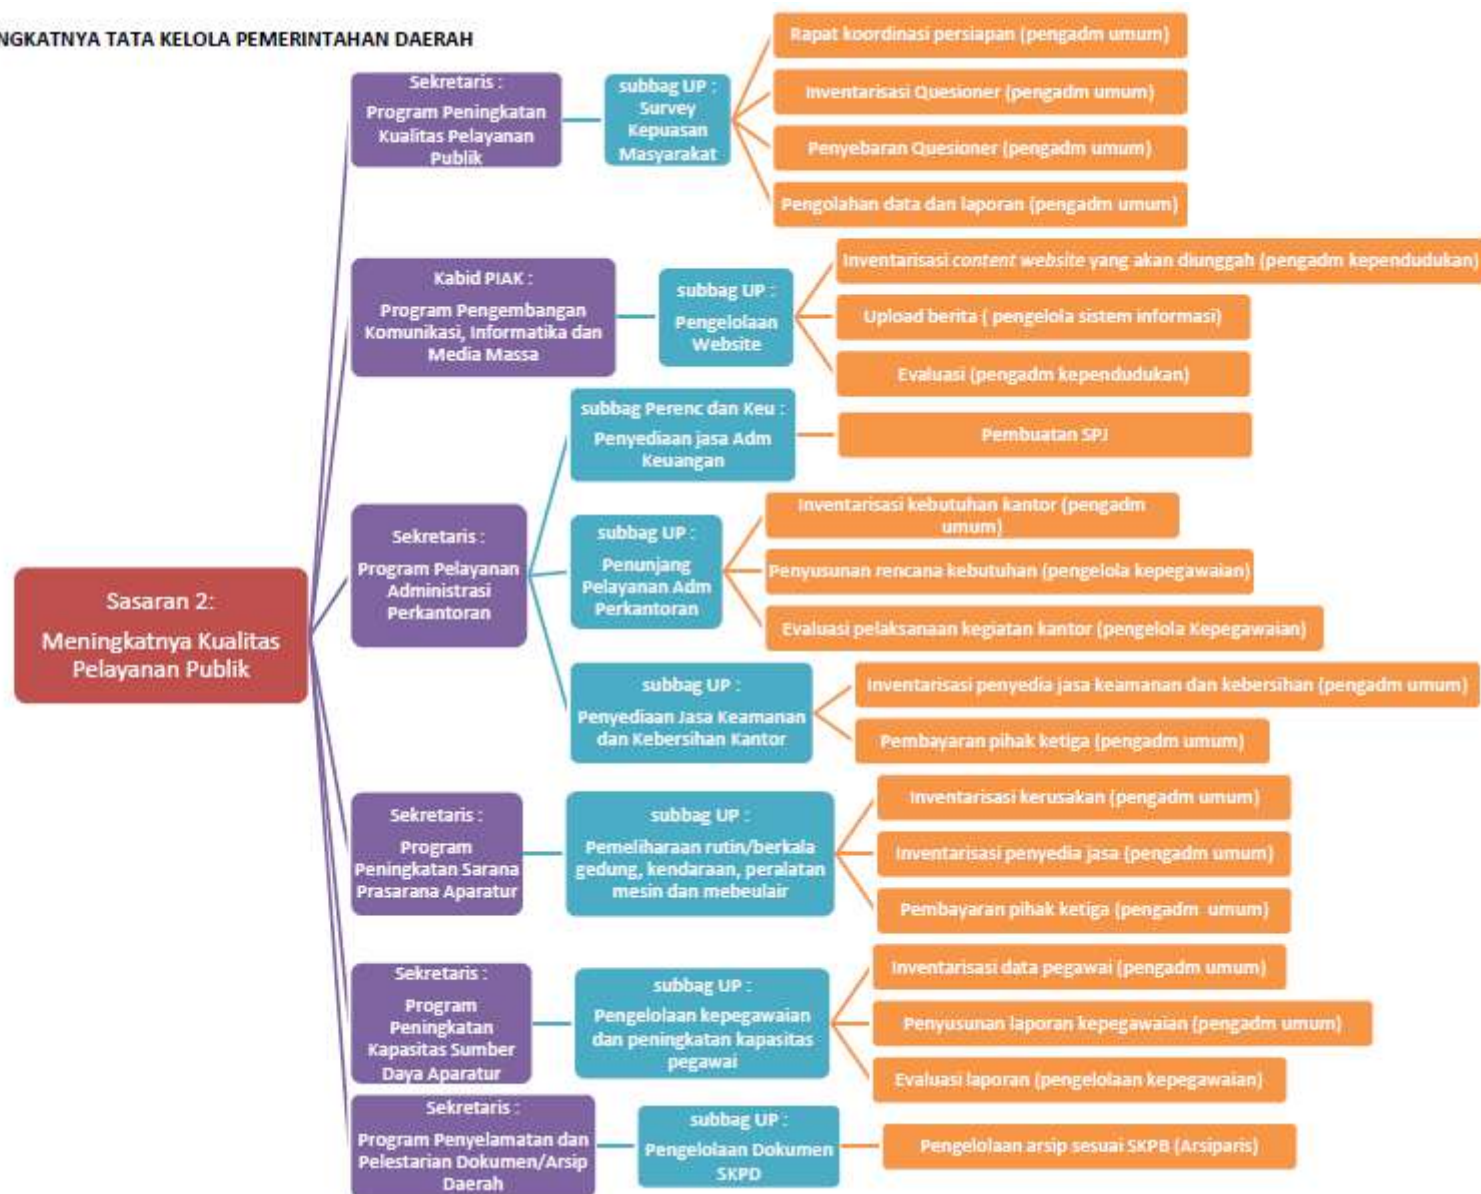 NGKATNYA TATA KELOLA PEMERINTAHAN DAERAH
Sasaran 2:
Meningkatnya Kualitas
Pelayanan Publik
Sekretaris :
Program Peningkatan
Kualitas Pelayanan
Publik
subbag UP :
Survey
Kepuasan
Masyarakat
Rapat koordinasi persiapan (pengadm umum)
Inventarisasi Quesioner (pengadm umum)
Penyebaran Quesioner (pengadm umum)
Pengolahan data dan laporan (pengadm umum)
Kabid PIAK :
Program Pengembangan
Komunikasi, Informatika dan
Media Massa
subbag UP :
Pengelolaan
Website
Inventarisasi content website yang akan diunggah (pengadm kependudukan)
Upload berita ( pengelola sistem informasi)
Evaluasi (pengadm kependudukan)
Sekretaris :
Program Pelayanan
Administrasi
Perkantoran
subbag Perenc dan Keu :
Penyediaan jasa Adm
Keuangan
Pembuatan SPJ
subbag UP :
Penunjang
Pelayanan Adm
Perkantoran
Inventarisasi kebutuhan kantor (pengadm
umum)
Penyusunan rencana kebutuhan (pengelola kepegawaian)
Evaluasi pelaksanaan kegiatan kantor (pengelola Kepegawaian)
subbag UP :
Penyediaan Jasa Keamanan
dan Kebersihan Kantor
Inventarisasi penyedia jasa keamanan dan kebersihan (pengadm umum)
Pembayaran pihak ketiga (pengadm umum)
Sekretaris :
Program
Peningkatan Sarana
Prasarana Aparatur
subbag UP :
Pemeliharaan rutin/berkala
gedung, kendaraan, peralatan
mesin dan mebeulair
Inventarisasi kerusakan (pengadm umum)
Inventarisasi penyedia jasa (pengadm umum)
Pembayaran pihak ketiga (pengadm  umum)
Sekretaris :
Program
Peningkatan
Kapasitas Sumber
Daya Aparatur
subbag UP :
Pengelolaan kepegawaian
dan peningkatan kapasitas
pegawai
Inventarisasi data pegawai (pengadm umum)
Penyusunan laporan kepegawaian (pengadm umum)
Evaluasi laporan (pengelolaan kepegawaian)
Sekretaris :
Program Penyelamatan dan
Pelestarian Dokumen/Arsip
Daerah
subbag UP :
Pengelolaan Dokumen
SKPD
Pengelolaan arsip sesuai SKPB (Arsiparis)